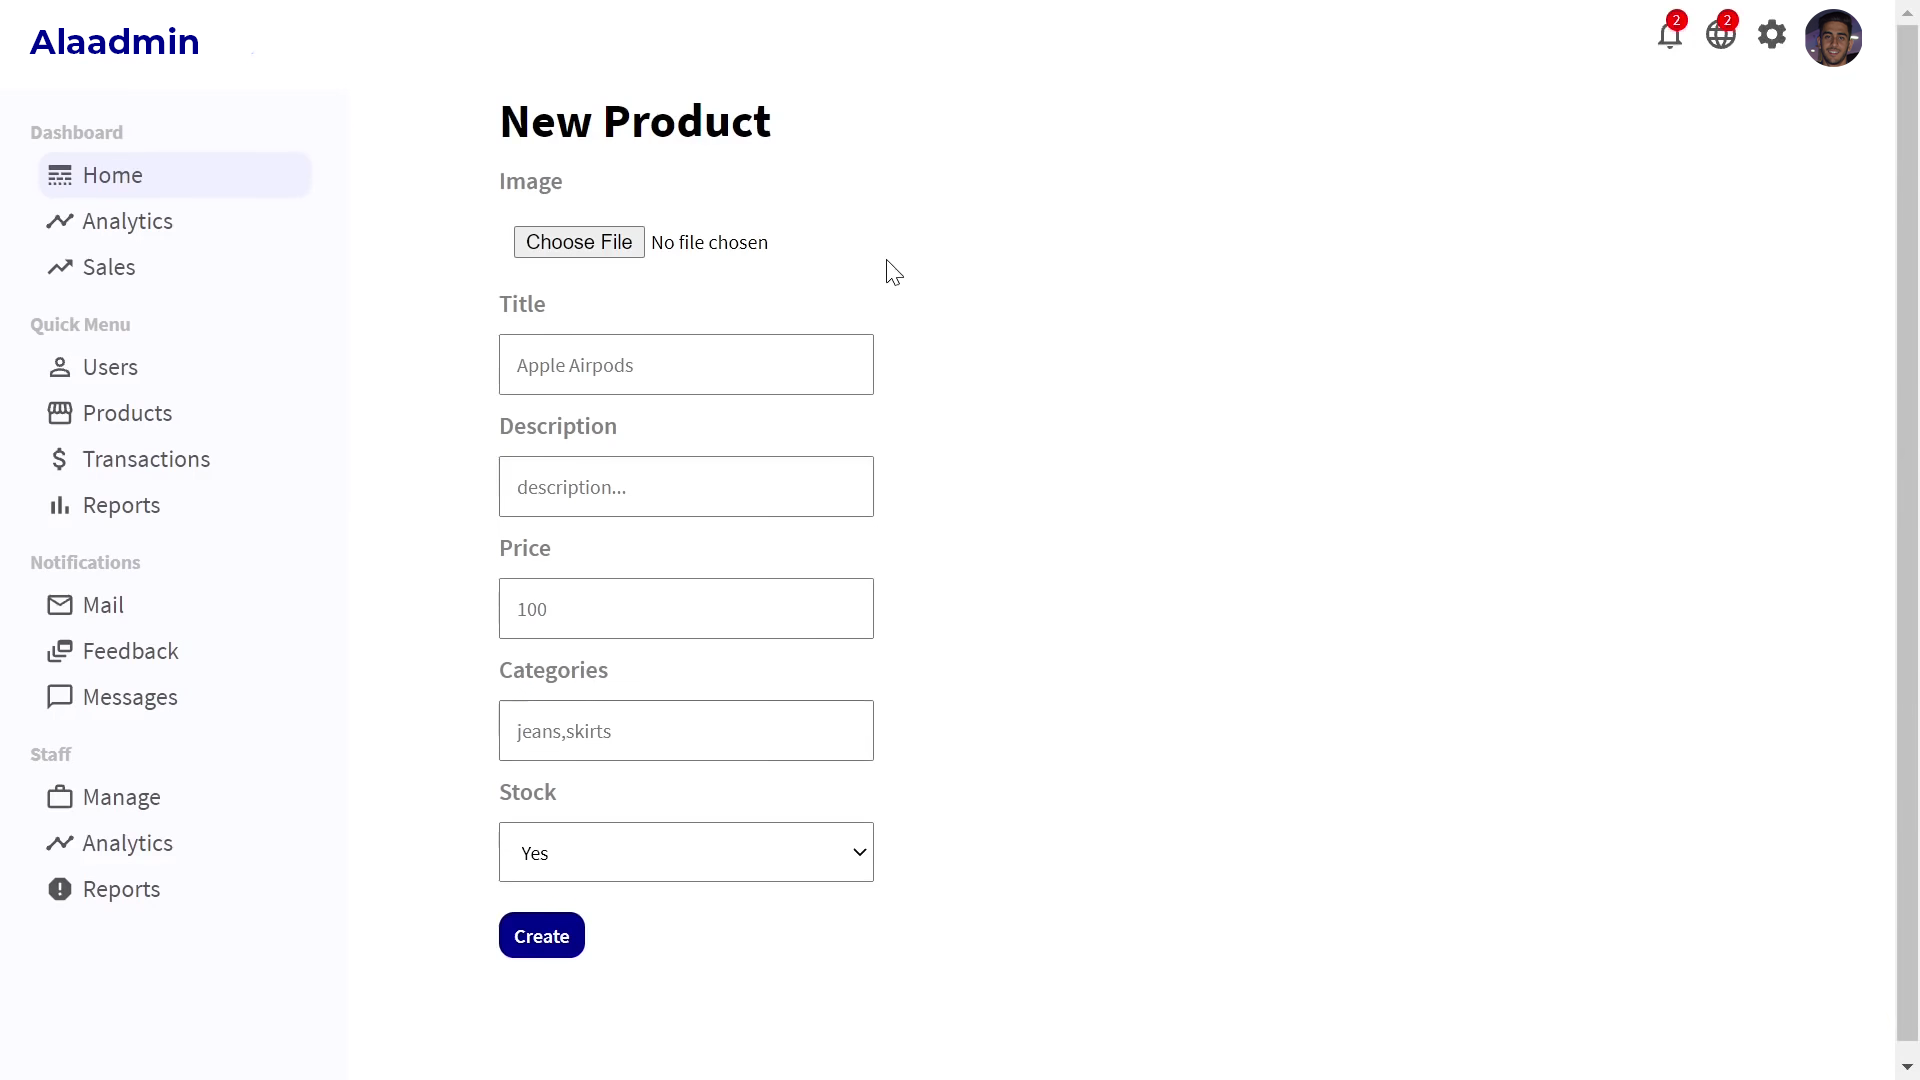 Alaadmin
2
2
Dashboard
Home
Analytics
Sales
Quick Menu
Users
Products
Transactions
Reports
Notifications
Mail
Feedback
Messages
Staff
Manage
Analytics
Reports
New Product
Image
Choose File No file chosen
Title
Apple Airpods
Description
description...
Price
100
Categories
jeans,skirts
Stock
Yes
Create